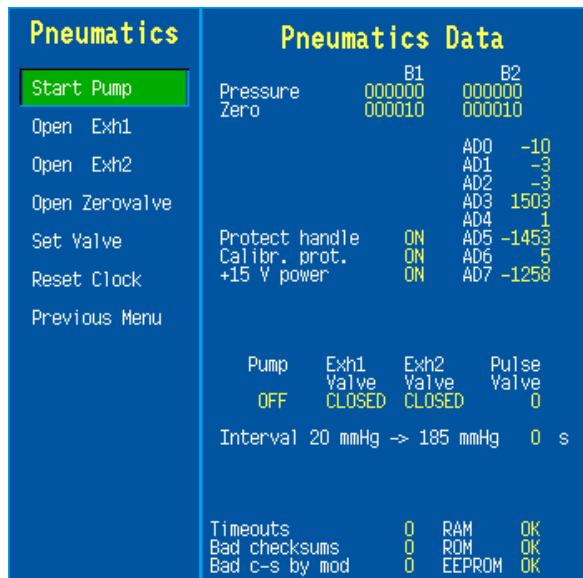 Pneumatics
Start Pump
Open Exh1
Open Exh2
Open Zerovalve
Set Valve
Reset Clock
Previous Menu
Pneumatics Data
B1 B2
Pressure 000000 000000
Zero 000010 000010
AD0 -10
AD1 -3
AD2 -3
AD3 1503
AD4 1
Protect handle ON AD5 -1453
Calibr. prot. ON AD6 5
+15 V power ON AD7 -1258
Pump Exh1 Exh2 Pulse
Valve Valve Valve
OFF CLOSED CLOSED 0
Interval 20 mmHg -> 185 mmHg 0 s
Timeouts 0 RAM OK
Bad checksums 0 ROM OK
Bad c-s by mod 0 EEPROM OK